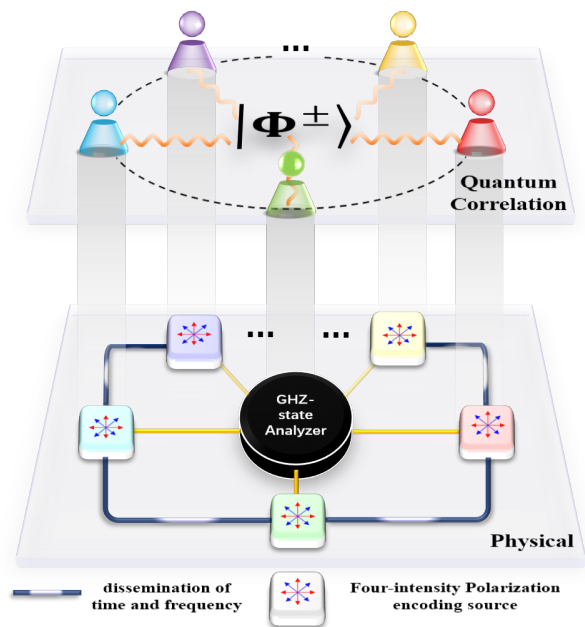 ...
|Φ±⟩
Quantum
Correlation
... ...
GHZ-
state
Analyzer
Physical
dissemination of
time and frequency
Four-intensity Polarization
encoding source